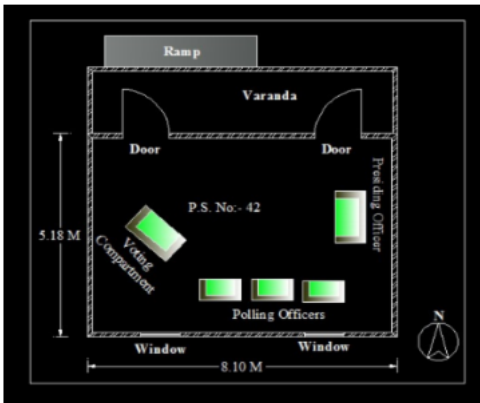 Ramp
Varanda
Door
Door
P.S. No:- 42
Presiding Officer
5.18 M
Voting
Compartment
Polling Officers
N
Window
Window
8.10 M